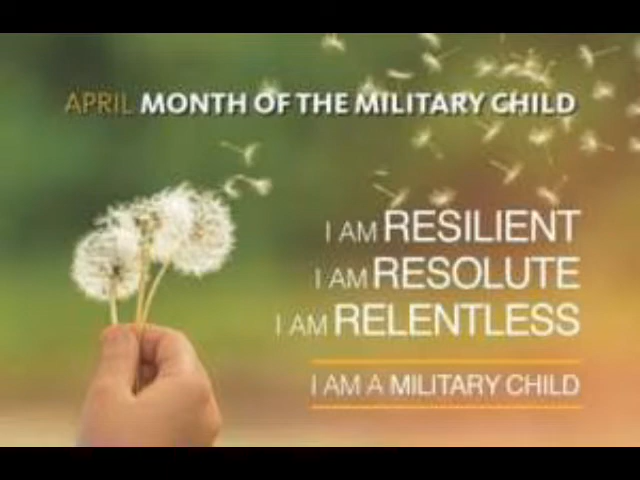 APRIL MONTH OF THE MILITARY CHILD
I AM RESILIENT
I AM RESOLUTE
I AM RELENTLESS
I AM A MILITARY CHILD